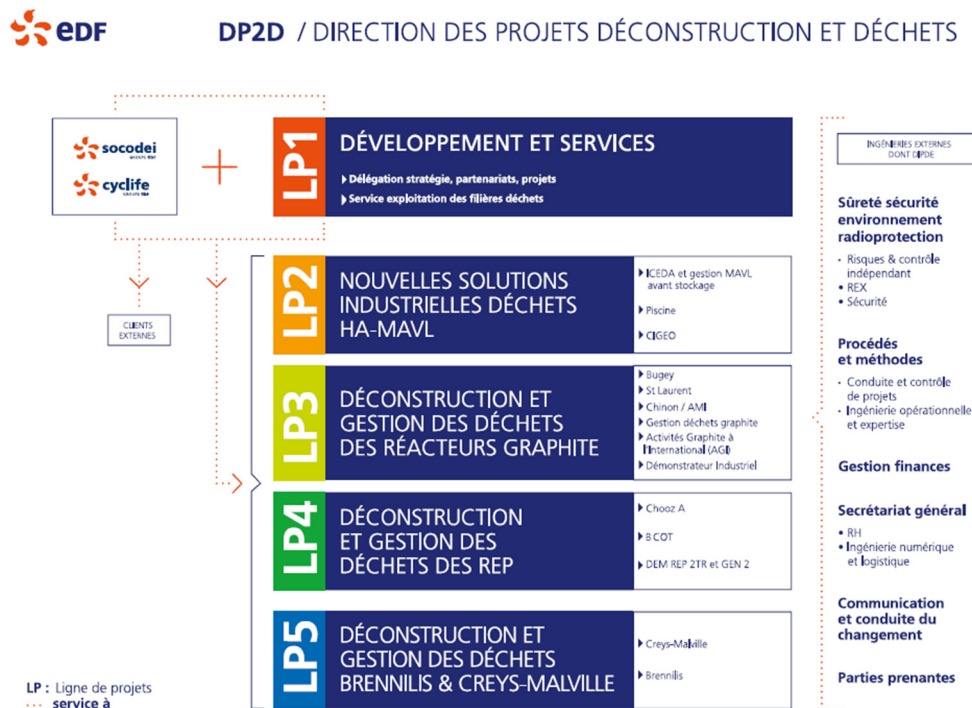 eDF
DP2D / DIRECTION DES PROJETS DÉCONSTRUCTION ET DÉCHETS
socodei
GROUPE EDF
cyclife
GROUPE EDF
CLIENTS
EXTERNES
LP1
DÉVELOPPEMENT ET SERVICES
Délégation stratégie, partenariats, projets
Service exploitation des filières déchets
LP2
NOUVELLES SOLUTIONS
INDUSTRIELLES DÉCHETS
HA-MAVL
ICEDA et gestion MAVL
avant stockage
Piscine
CIGEO
LP3
DÉCONSTRUCTION ET
GESTION DES DÉCHETS
DES RÉACTEURS GRAPHITE
Bugey
St Laurent
Chinon / AMI
Gestion déchets graphite
Activités Graphite à
l'International (AGI)
Démonstrateur Industriel
LP4
DÉCONSTRUCTION
ET GESTION DES
DÉCHETS DES REP
Chooz A
BCOT
DEM REP 2TR et GEN 2
LP5
DÉCONSTRUCTION ET
GESTION DES DÉCHETS
BRENNILIS & CREYS-MALVILLE
Creys-Malville
Brennilis
INGÉNIERIES EXTERNES
DONT DIPDE
Sûreté sécurité
environnement
radioprotection
- Risques & contrôle
indépendant
• REX
• Sécurité
Procédés
et méthodes
- Conduite et contrôle
de projets
- Ingénierie opérationnelle
et expertise
Gestion finances
Secrétariat général
• RH
• Ingénierie numérique
et logistique
Communication
et conduite du
changement
Parties prenantes
LP : Ligne de projets
service à